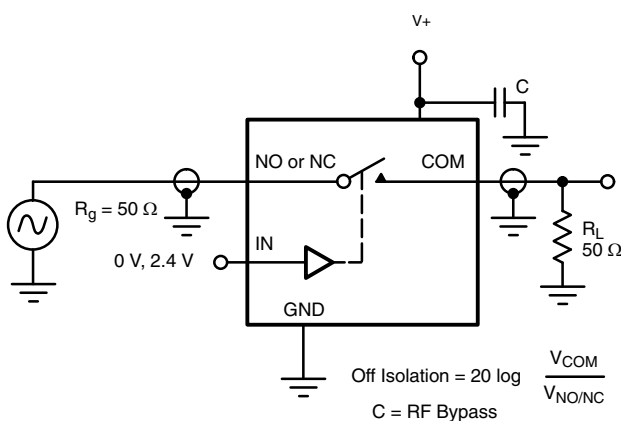 V+
C
NO or NC
COM
R_g = 50 Ω
IN
0 V, 2.4 V
R_L
50 Ω
GND
Off Isolation = 20 log V_COM / V_NO/NC
C = RF Bypass